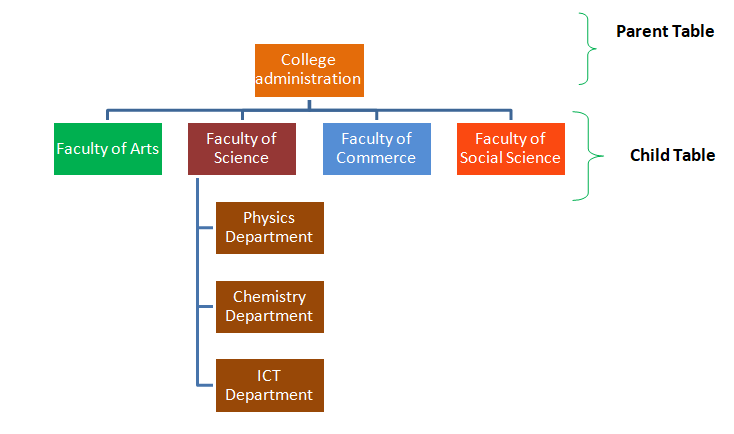 Parent Table
College
administration
Faculty of Arts
Faculty of
Science
Faculty of
Commerce
Faculty of
Social Science
Child Table
Physics
Department
Chemistry
Department
ICT
Department